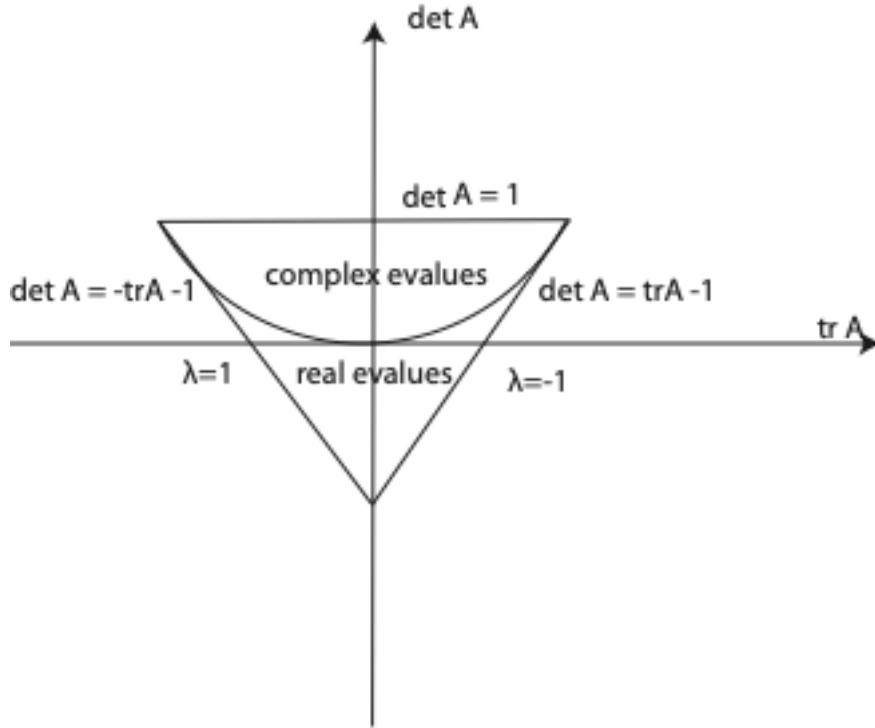 det A
det A = 1
complex evalues
det A = -trA -1
det A = trA -1
tr A
λ=1
real evalues
λ=-1